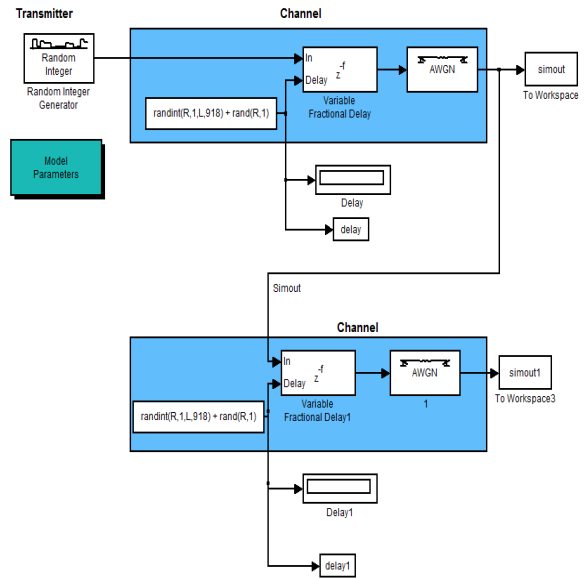 Transmitter
Channel
Random
Integer
Random Integer
Generator
In
Delay
-f
z
AWGN
simout
To Workspace
Variable
Fractional Delay
randint(R,1,L,918) + rand(R,1)
Model
Parameters
Delay
delay
Simout
Channel
In
Delay
-f
z
AWGN
simout1
To Workspace3
Variable
Fractional Delay1
1
randint(R,1,L,918) + rand(R,1)
Delay1
delay1